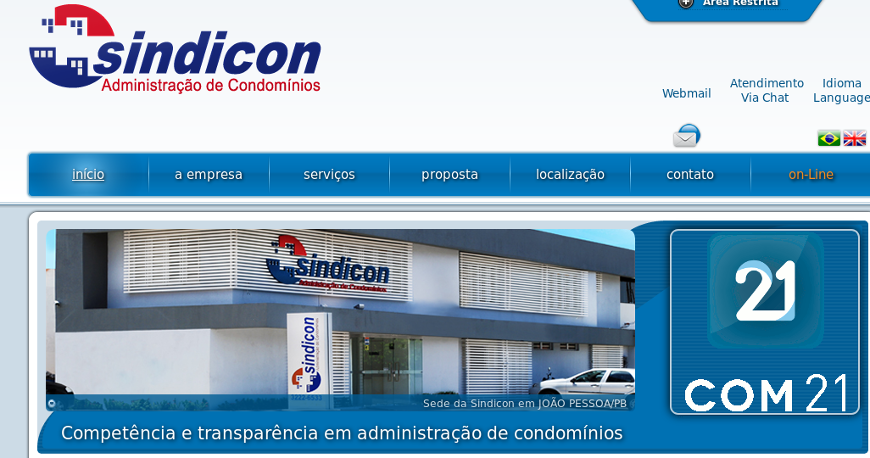 Área Restrita
sindicon
Administração de Condomínios
Webmail
Atendimento
Via Chat
Idioma
Language
início
a empresa
serviços
proposta
localização
contato
on-Line
sindicon
Administração de Condomínios
sindicon
21
COM 21
Sede da Sindicon em JOÃO PESSOA/PB
Competência e transparência em administração de condomínios